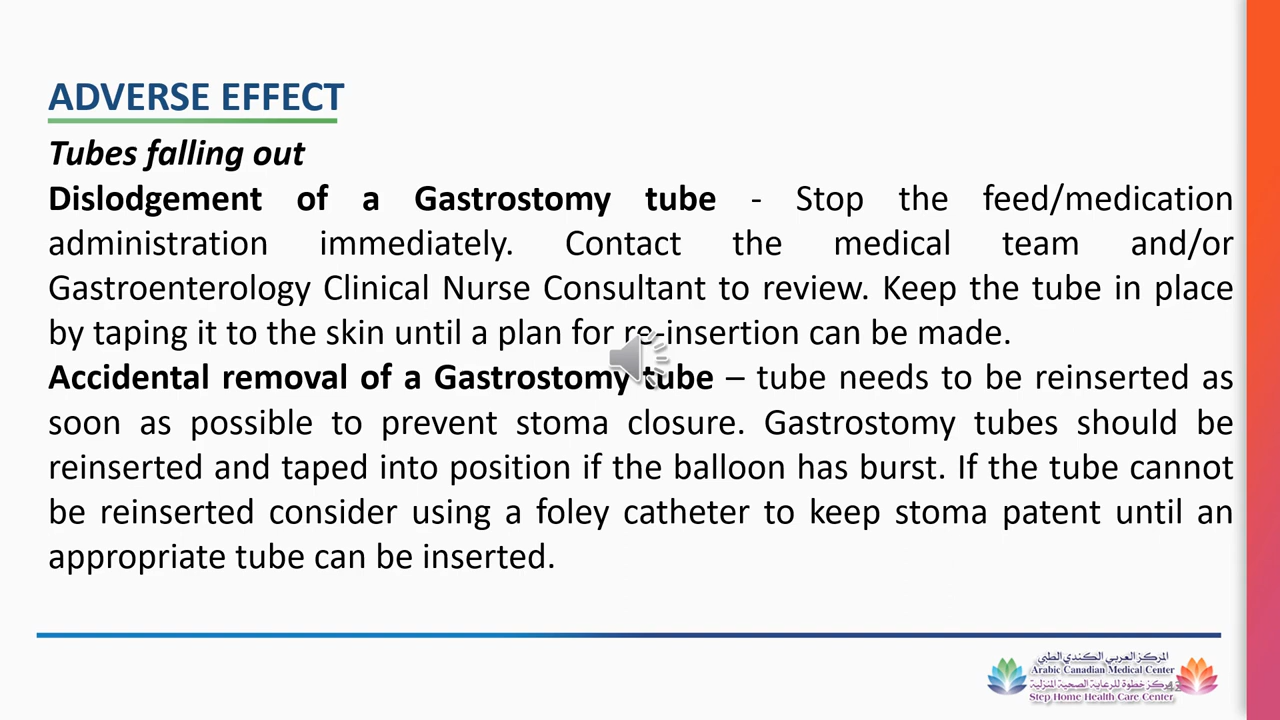 ADVERSE EFFECT
Tubes falling out
Dislodgement of a Gastrostomy tube - Stop the feed/medication
administration immediately. Contact the medical team and/or
Gastroenterology Clinical Nurse Consultant to review. Keep the tube in place
by taping it to the skin until a plan for re-insertion can be made.
Accidental removal of a Gastrostomy tube – tube needs to be reinserted as
soon as possible to prevent stoma closure. Gastrostomy tubes should be
reinserted and taped into position if the balloon has burst. If the tube cannot
be reinserted consider using a foley catheter to keep stoma patent until an
appropriate tube can be inserted.
المركز العربي الكندي الطبي
Arabic Canadian Medical Center
مركز خطوة للرعاية الصحية المنزلية
Step Home Health Care Center